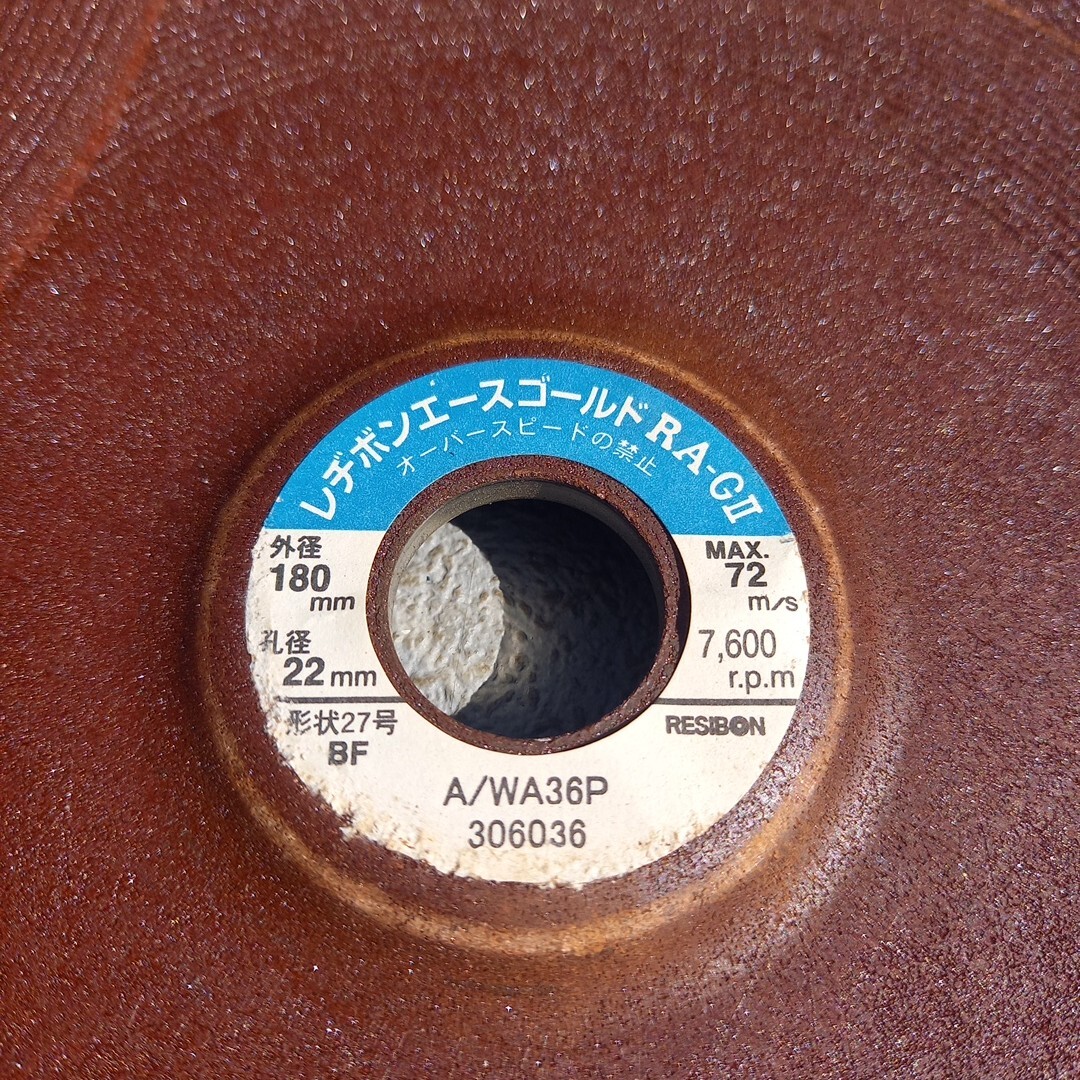 レヂボンエースゴールドRA-GⅡ
オーバースピードの禁止
外径
180
mm
孔径
22mm
形状27号
BF
MAX.
72
m/s
7,600
r.p.m
RESIBON
A/WA36P
306036